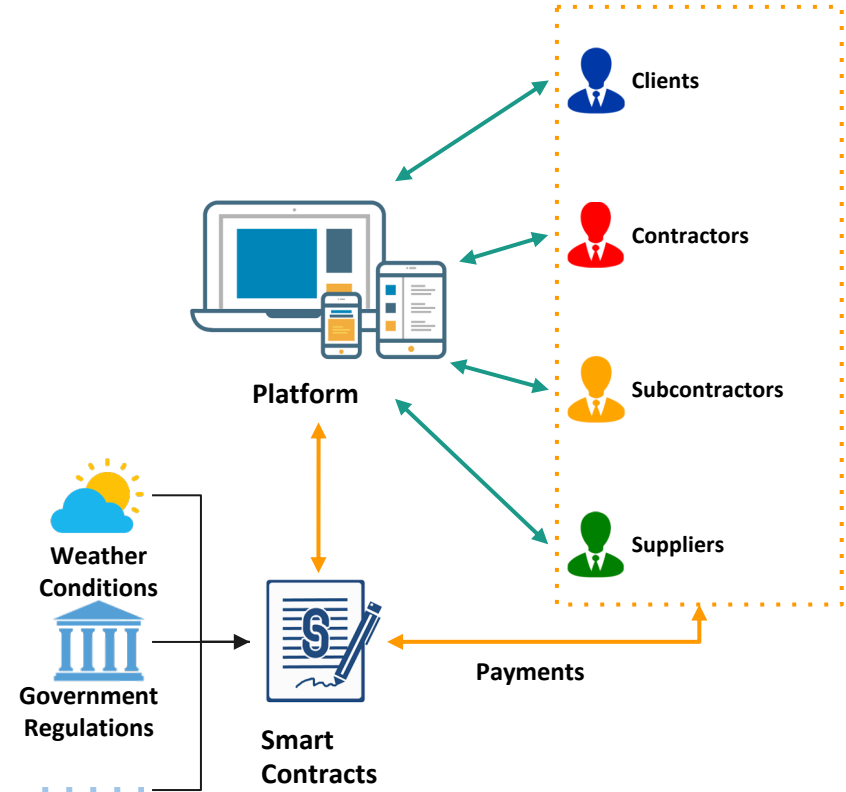 Clients
Contractors
Platform
Subcontractors
Suppliers
Weather
Conditions
Government
Regulations
Payments
Smart
Contracts